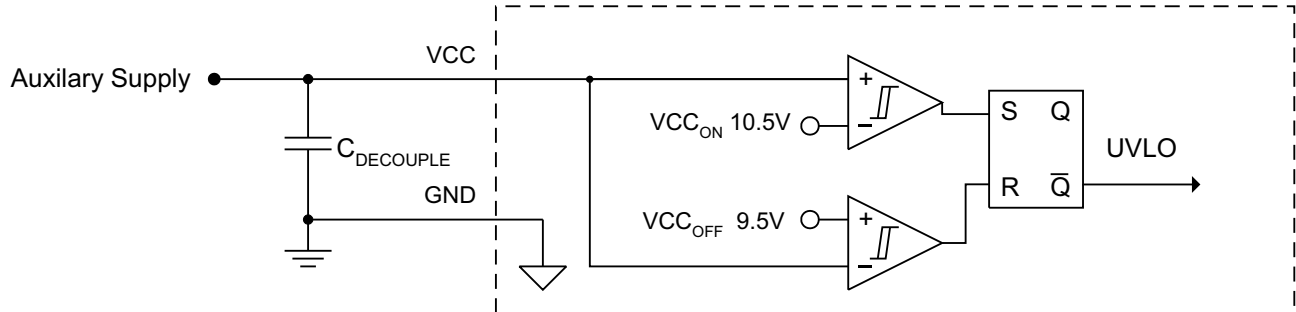 VCC
Auxilary Supply
+
VCC_ON 10.5V
−
S Q
C_DECOUPLE
UVLO
R Q̅
GND
VCC_OFF 9.5V
+
−